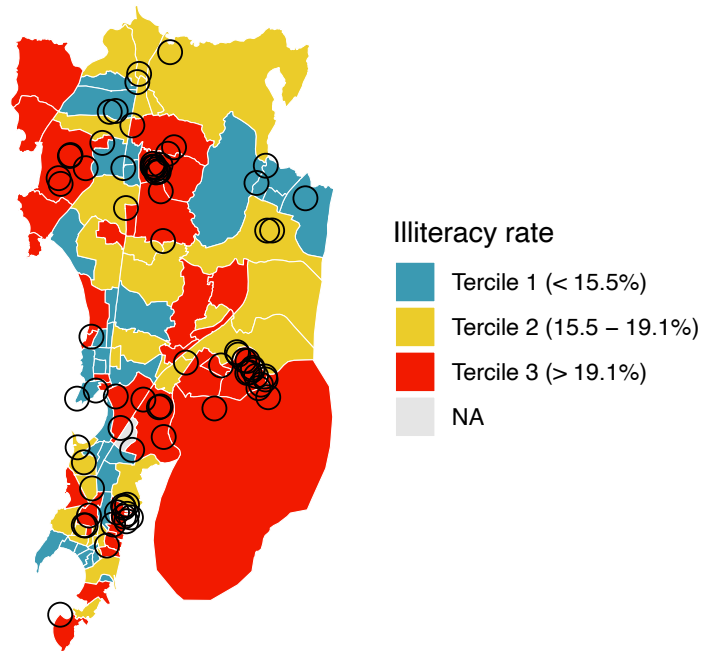 Illiteracy rate
Tercile 1 (< 15.5%)
Tercile 2 (15.5 − 19.1%)
Tercile 3 (> 19.1%)
NA